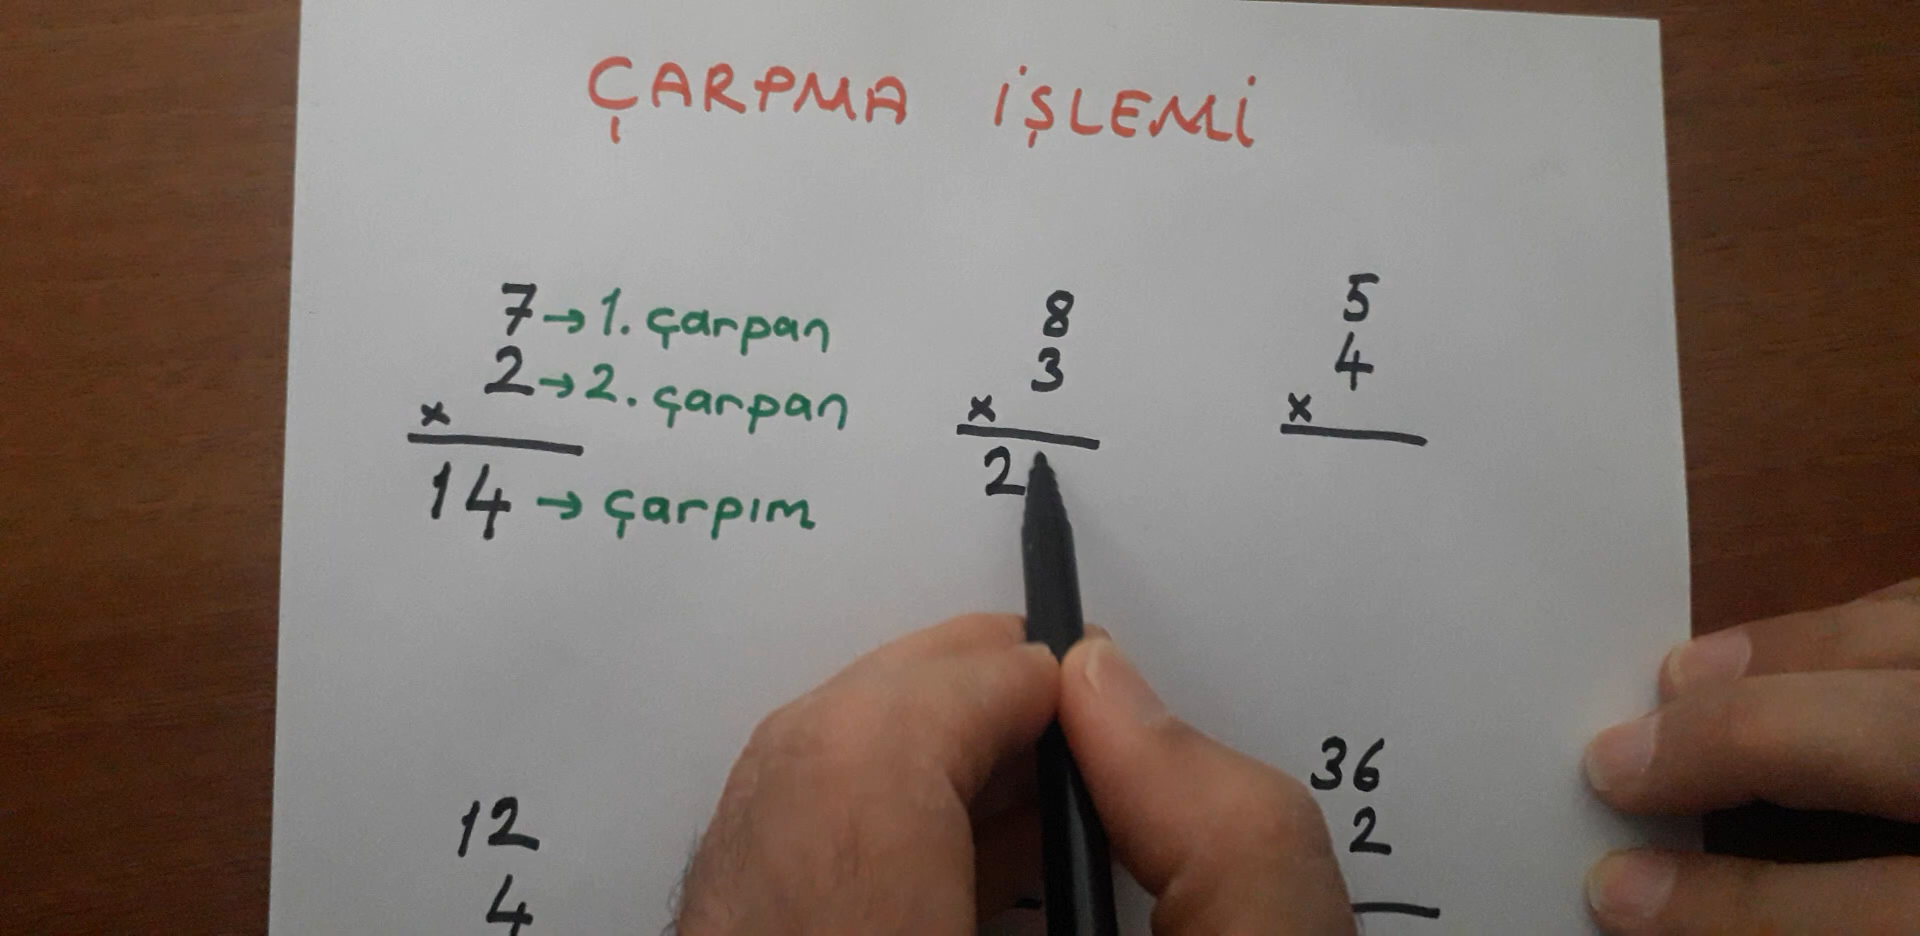 ÇARPMA İŞLEMİ
7 → 1. çarpan
2 → 2. çarpan
x
14 → çarpım
8
3
x
2
5
4
x
12
4
36
2